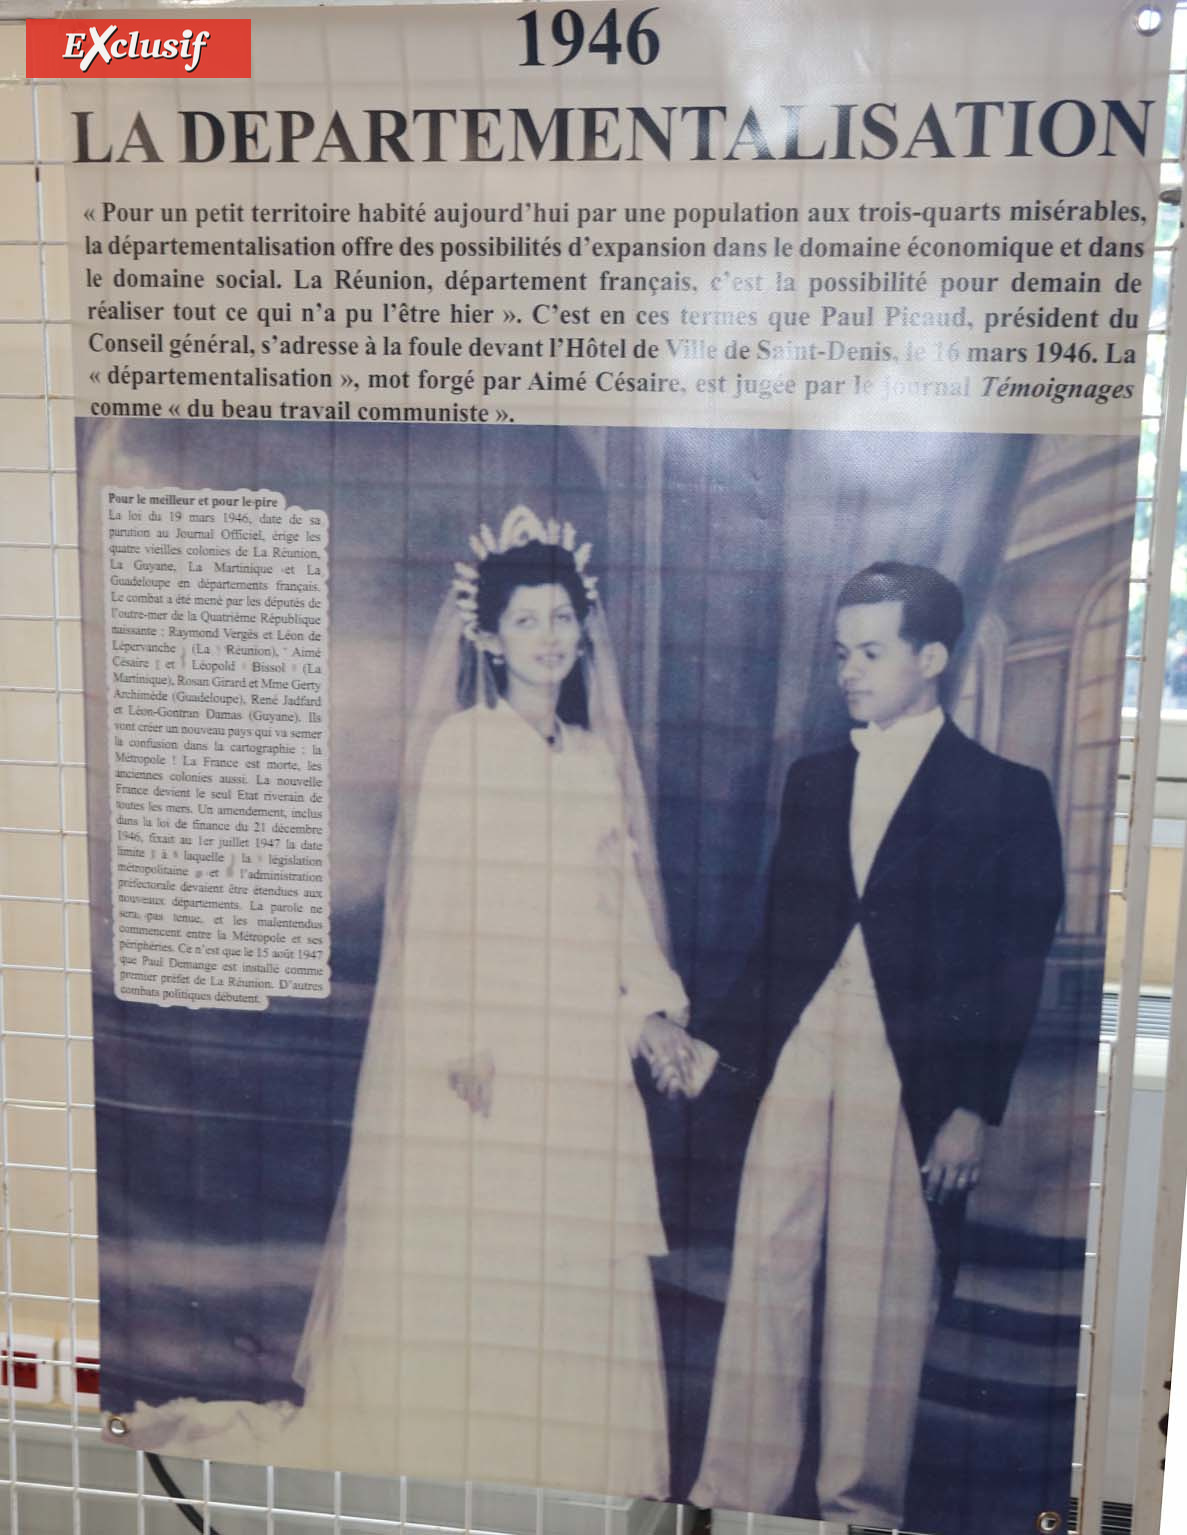 EXclusif
1946
LA DEPARTEMENTALISATION
« Pour un petit territoire habité aujourd’hui par une population aux trois-quarts misérables,
la départementalisation offre des possibilités d’expansion dans le domaine économique et dans
le domaine social. La Réunion, département français, c’est la possibilité pour demain de
réaliser tout ce qui n’a pu l’être hier ». C’est en ces termes que Paul Picaud, président du
Conseil général, s’adresse à la foule devant l’Hôtel de Ville de Saint-Denis, le 16 mars 1946. La
« départementalisation », mot forgé par Aimé Césaire, est jugée par le journal Témoignages
comme « du beau travail communiste ».
Pour le meilleur et pour le pire
La loi du 19 mars 1946, date de sa
parution au Journal Officiel, érige les
quatre vieilles colonies de La Réunion,
La Guyane, La Martinique et La
Guadeloupe en départements français.
Le combat a été mené par les députés de
l’outre-mer de la Quatrième République
naissante : Raymond Vergès et Léon de
Lépervanche (La Réunion), Aimé
Césaire et Léopold Bissol (La
Martinique), Rosan Girard et Mme Gerty
Archimède (Guadeloupe), René Jadfard
et Léon-Gontran Damas (Guyane). Ils
vont créer un nouveau pays qui va semer
la confusion dans la cartographie : la
Métropole ! La France est morte, les
anciennes colonies aussi. La nouvelle
France devient le seul Etat riverain de
toutes les mers. Un amendement, inclus
dans la loi de finance du 21 décembre
1946, fixait au 1er juillet 1947 la date
limite à laquelle la législation
métropolitaine et l’administration
préfectorale devaient être étendues aux
nouveaux départements. La parole ne
sera pas tenue, et les malentendus
commencent entre la Métropole et ses
périphéries. Ce n’est que le 15 août 1947
que Paul Demange est installé comme
premier préfet de La Réunion. D’autres
combats politiques débutent.